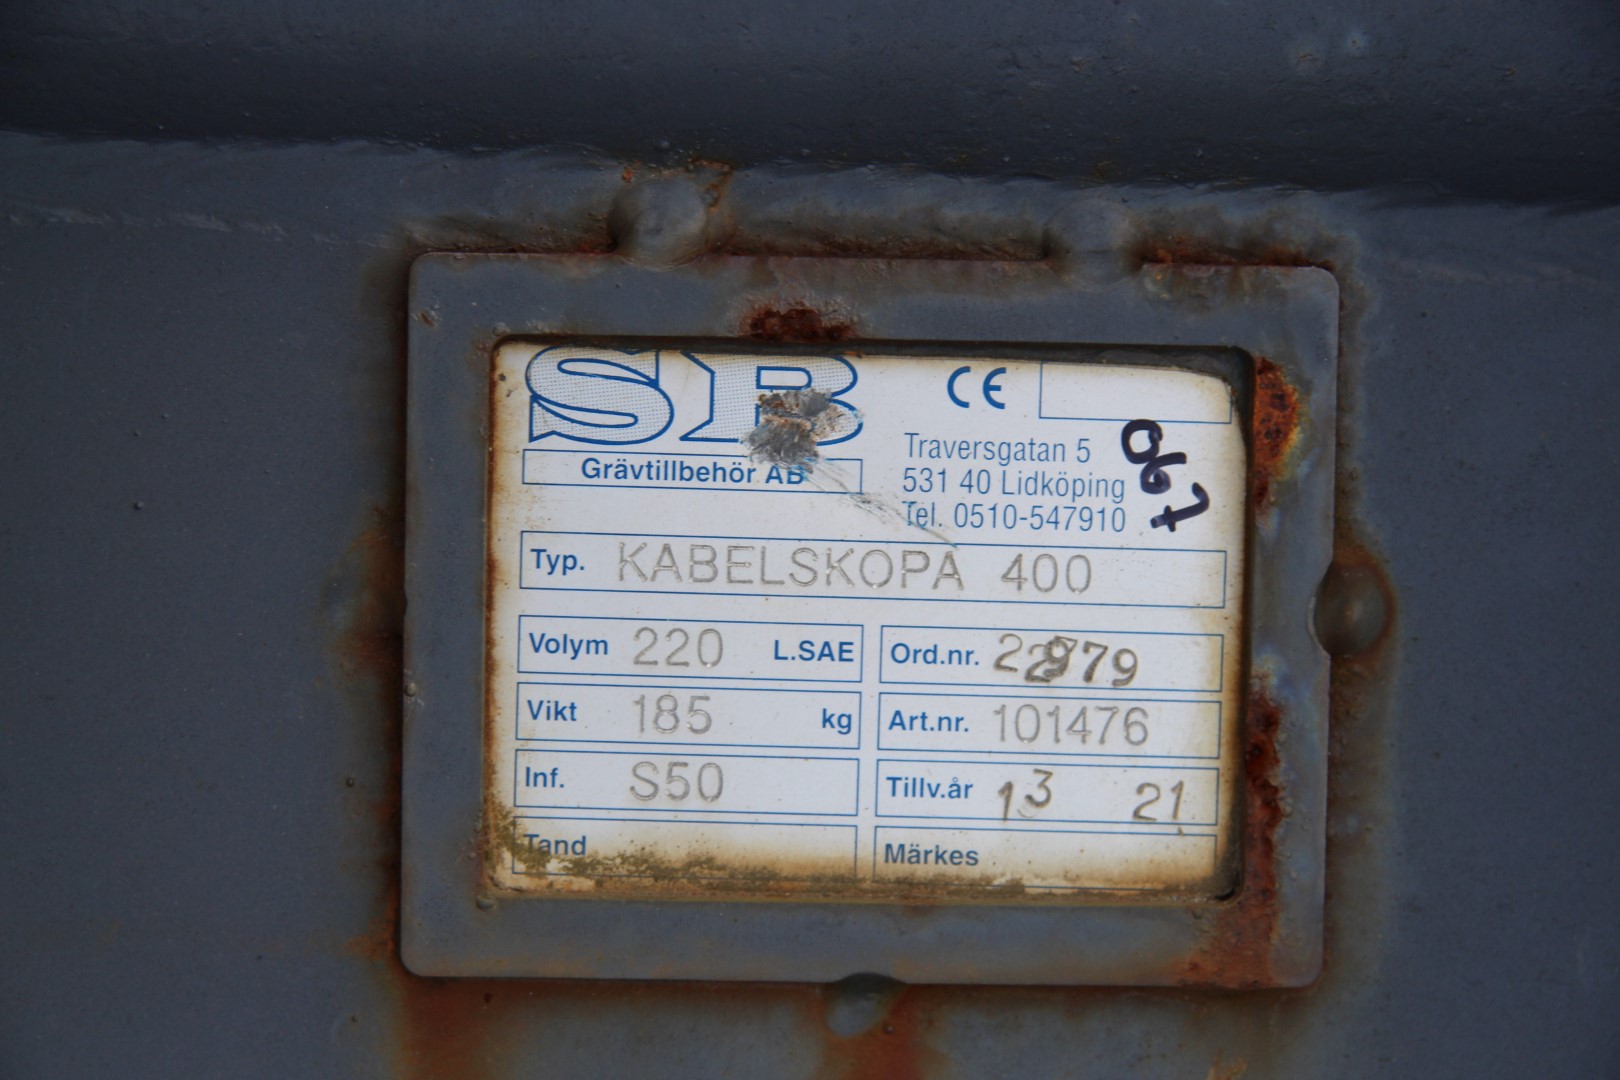 SB
CE
Grävtillbehör AB
Traversgatan 5
531 40 Lidköping
Tel. 0510-547910
067
Typ. KABELSKOPA 400
Volym 220 L.SAE
Ord.nr.
Vikt 185 kg
Art.nr. 101476
Inf. S50
Tillv.år 13 21
Tand
Märkes